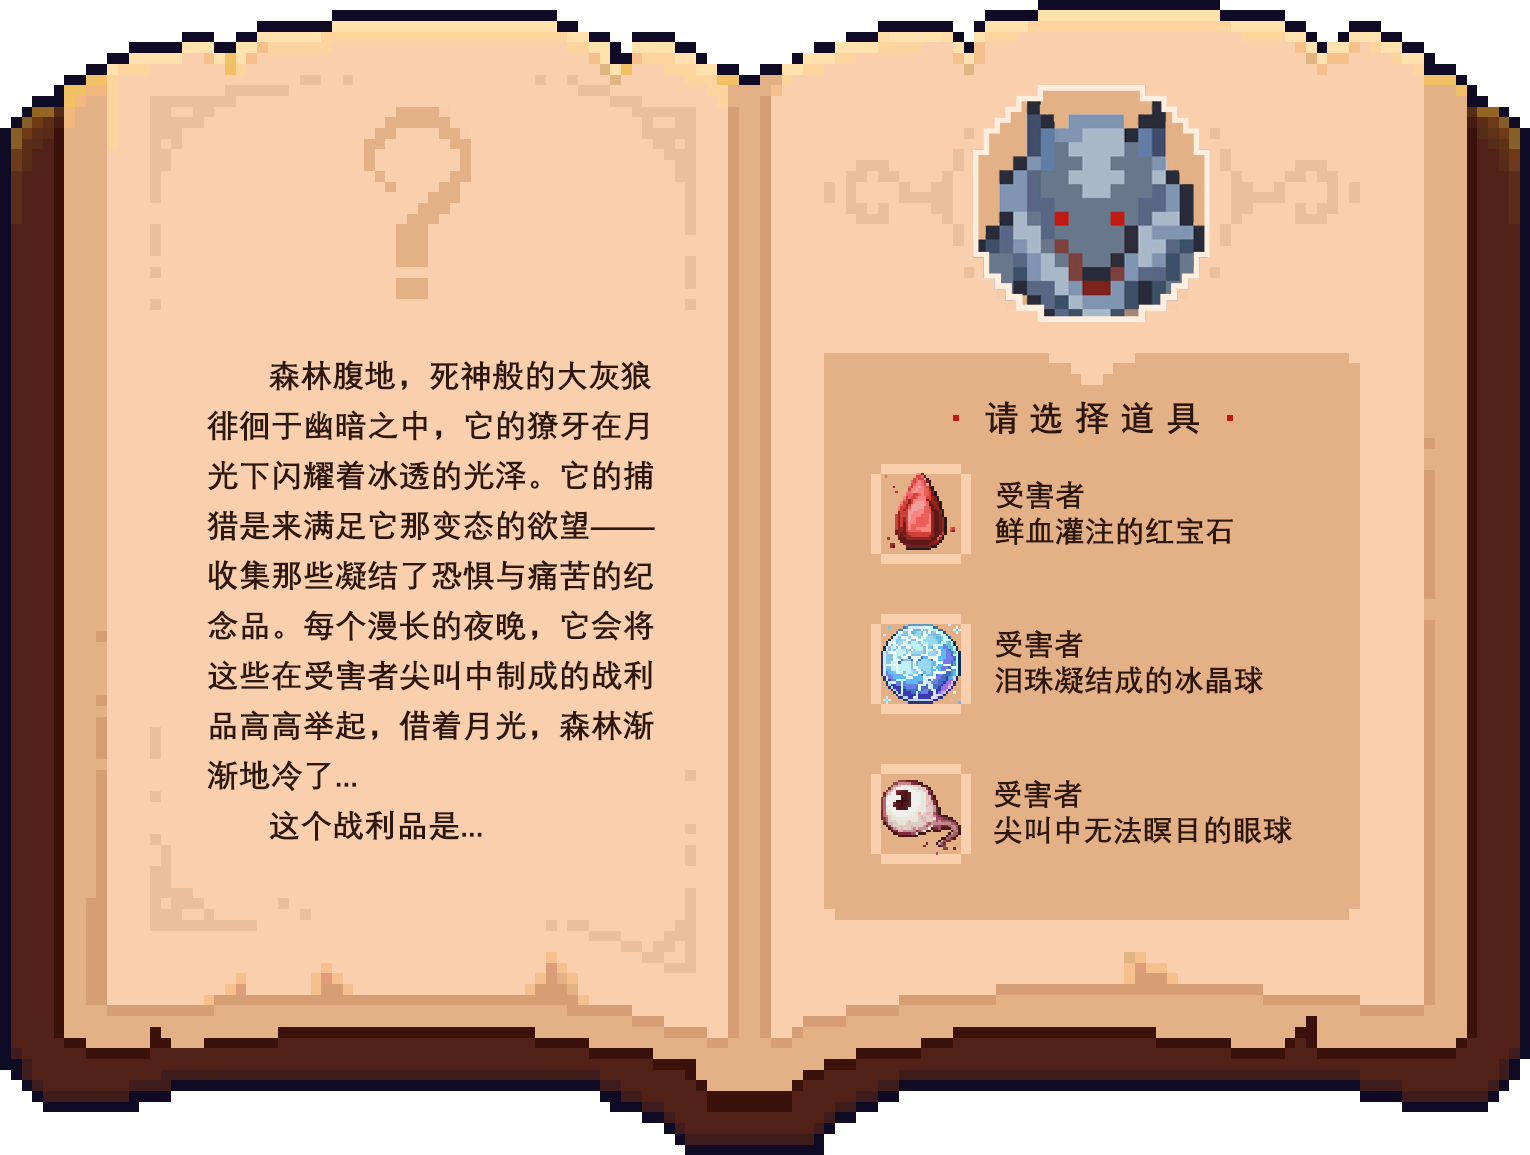 森林腹地，死神般的大灰狼
徘徊于幽暗之中，它的獠牙在月
光下闪耀着冰透的光泽。它的捕
猎是来满足它那变态的欲望——
收集那些凝结了恐惧与痛苦的纪
念品。每个漫长的夜晚，它会将
这些在受害者尖叫中制成的战利
品高高举起，借着月光，森林渐
渐地冷了...
这个战利品是...
· 请选择道具 ·
受害者
鲜血灌注的红宝石
受害者
泪珠凝结成的冰晶球
受害者
尖叫中无法瞑目的眼球